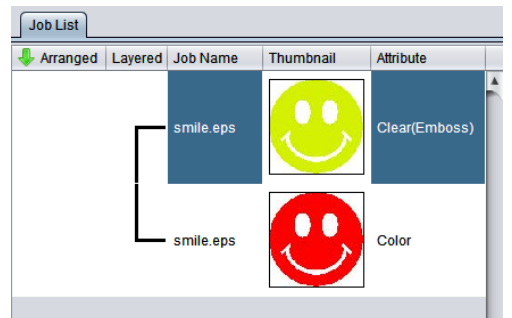 Job List
Arranged Layered Job Name Thumbnail Attribute
smile.eps Clear(Emboss)
smile.eps Color